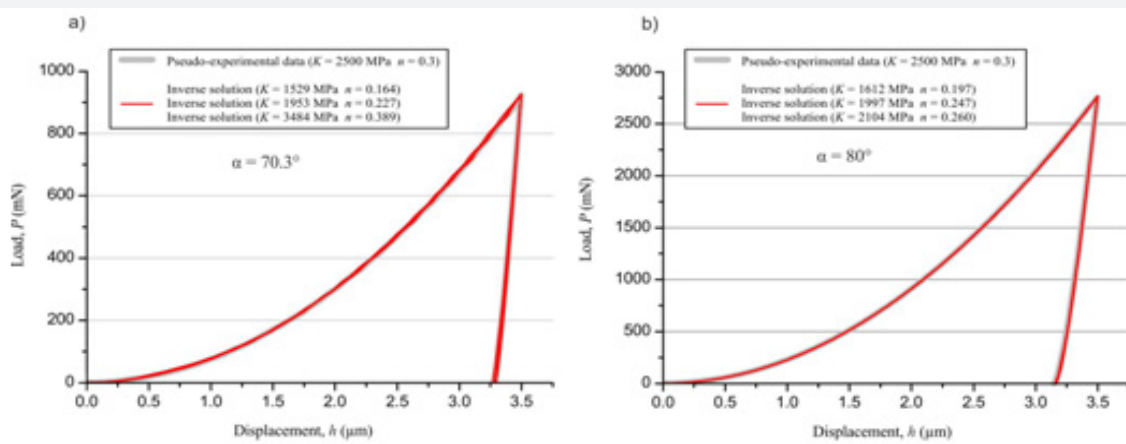 a)
Pseudo-experimental data (K = 2500 MPa n = 0.3)
Inverse solution (K = 1529 MPa n = 0.164)
Inverse solution (K = 1953 MPa n = 0.227)
Inverse solution (K = 3484 MPa n = 0.389)
α = 70.3°
Load, P (mN)
1000
800
600
400
200
0
0.0 0.5 1.0 1.5 2.0 2.5 3.0 3.5
Displacement, h (μm)
b)
Pseudo-experimental data (K = 2500 MPa n = 0.3)
Inverse solution (K = 1612 MPa n = 0.197)
Inverse solution (K = 1997 MPa n = 0.247)
Inverse solution (K = 2104 MPa n = 0.260)
α = 80°
Load, P (mN)
3000
2500
2000
1500
1000
500
0
0.0 0.5 1.0 1.5 2.0 2.5 3.0 3.5
Displacement, h (μm)